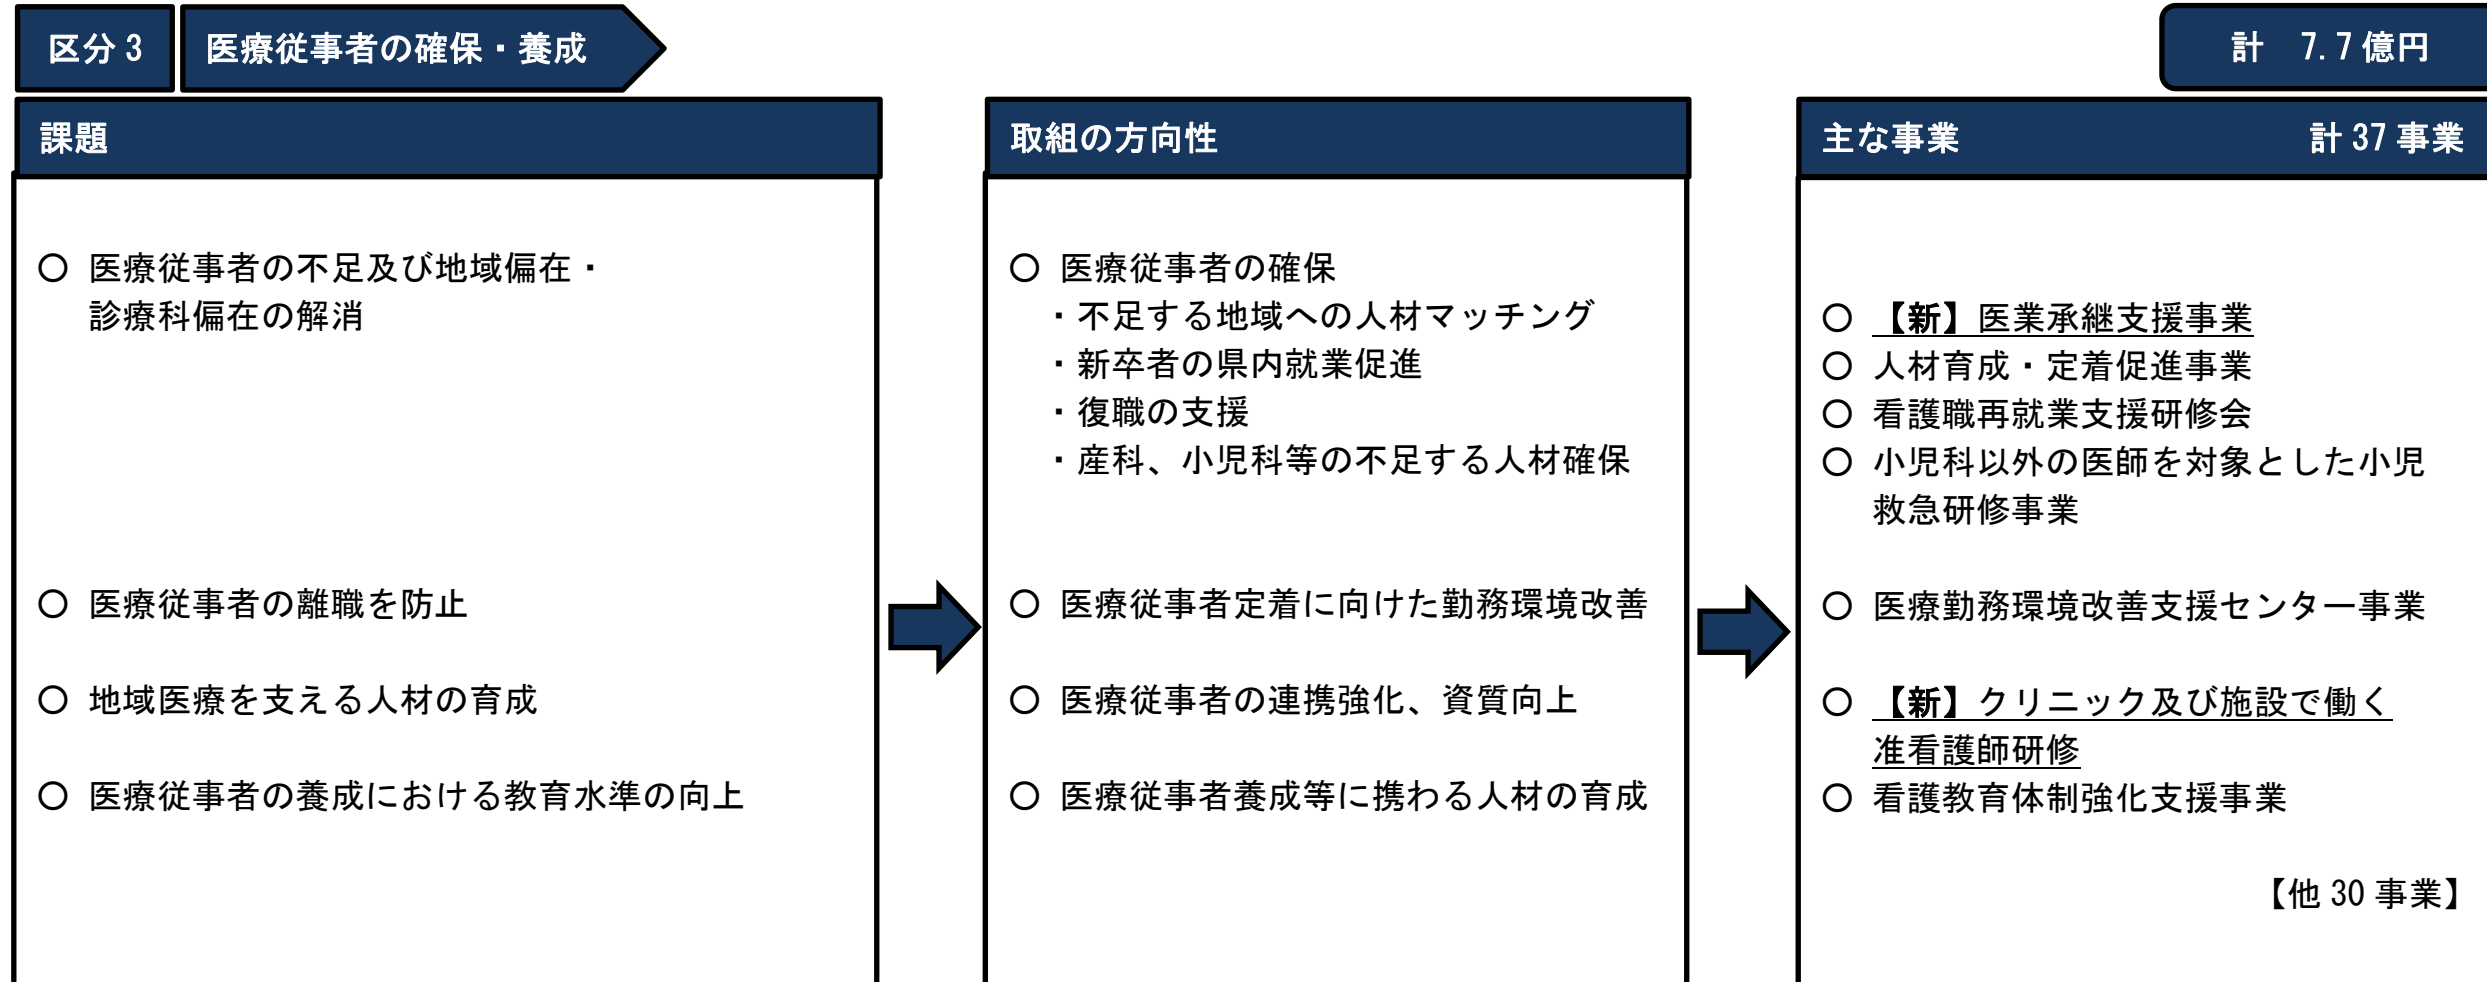 区分３
医療従事者の確保・養成
計　7.7億円
課題
〇 医療従事者の不足及び地域偏在・
診療科偏在の解消
〇 医療従事者の離職を防止
〇 地域医療を支える人材の育成
〇 医療従事者の養成における教育水準の向上
取組の方向性
〇 医療従事者の確保
・不足する地域への人材マッチング
・新卒者の県内就業促進
・復職の支援
・産科、小児科等の不足する人材確保
〇 医療従事者定着に向けた勤務環境改善
〇 医療従事者の連携強化、資質向上
〇 医療従事者養成等に携わる人材の育成
主な事業　計37事業
〇 【新】医業承継支援事業
〇 人材育成・定着促進事業
〇 看護職再就業支援研修会
〇 小児科以外の医師を対象とした小児
救急研修事業
〇 医療勤務環境改善支援センター事業
〇 【新】クリニック及び施設で働く
准看護師研修
〇 看護教育体制強化支援事業
【他30事業】